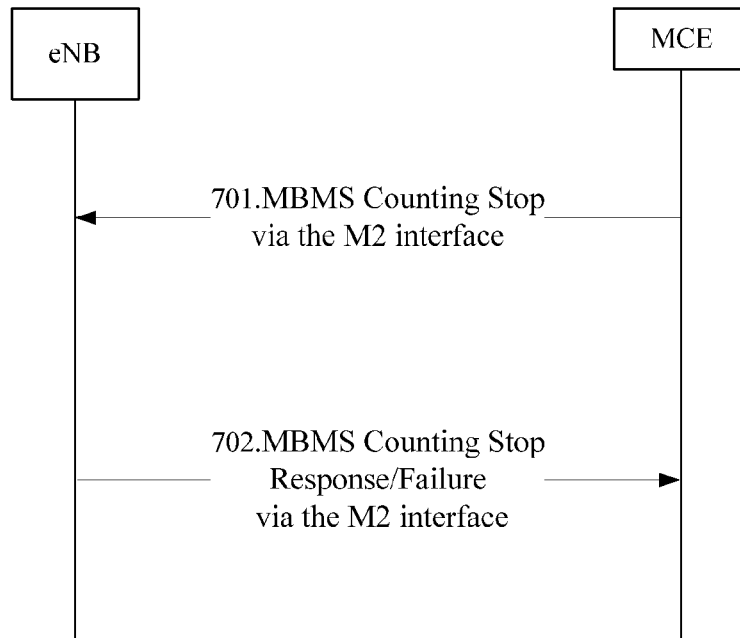 eNB
MCE
701.MBMS Counting Stop
via the M2 interface
702.MBMS Counting Stop
Response/Failure
via the M2 interface